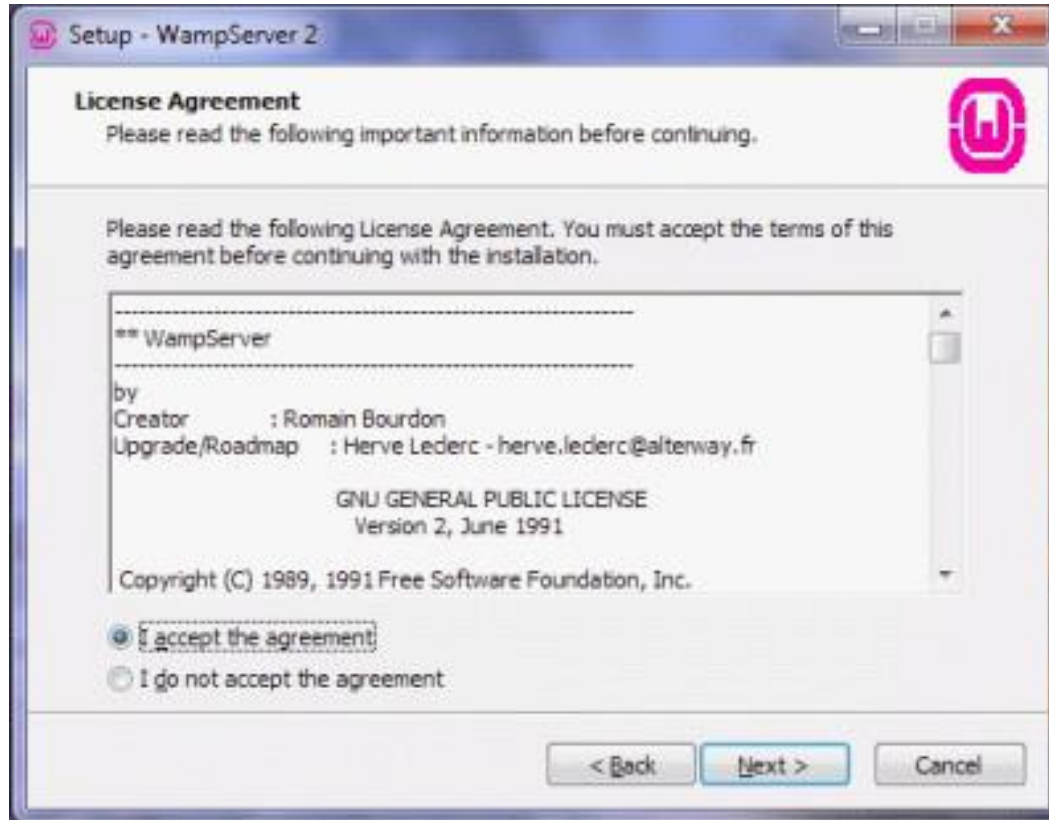 Setup - WampServer 2
License Agreement
Please read the following important information before continuing.
Please read the following License Agreement. You must accept the terms of this
agreement before continuing with the installation.
----------------------------------------------------------------
** WampServer
----------------------------------------------------------------
by
Creator : Romain Bourdon
Upgrade/Roadmap : Herve Leclerc - herve.leclerc@alterway.fr
GNU GENERAL PUBLIC LICENSE
Version 2, June 1991
Copyright (C) 1989, 1991 Free Software Foundation, Inc.
I accept the agreement
I do not accept the agreement
< Back
Next >
Cancel